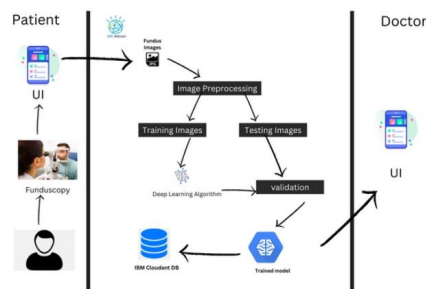 Patient
Doctor
Fundus
Images
UI
Image Preprocessing
Training Images
Testing Images
UI
Funduscopy
Deep Learning Algorithm
validation
IBM Cloudant DB
Trained model